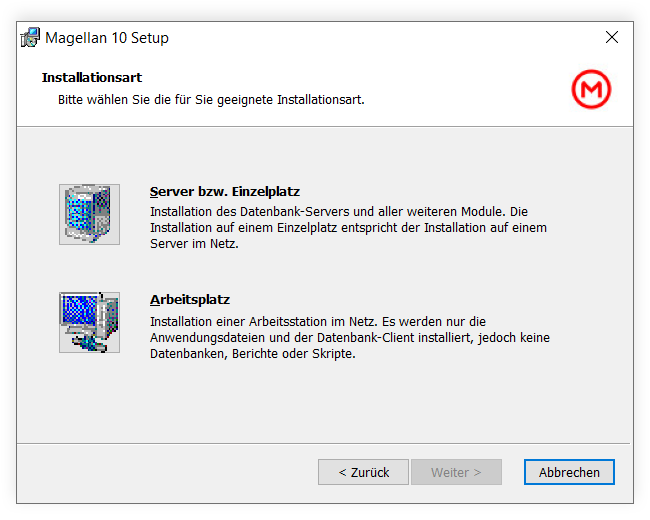 Magellan 10 Setup
Installationsart
Bitte wählen Sie die für Sie geeignete Installationsart.
M
Server bzw. Einzelplatz
Installation des Datenbank-Servers und aller weiteren Module. Die
Installation auf einem Einzelplatz entspricht der Installation auf einem
Server im Netz.
Arbeitsplatz
Installation einer Arbeitsstation im Netz. Es werden nur die
Anwendungsdateien und der Datenbank-Client installiert, jedoch keine
Datenbanken, Berichte oder Skripte.
< Zurück
Weiter >
Abbrechen